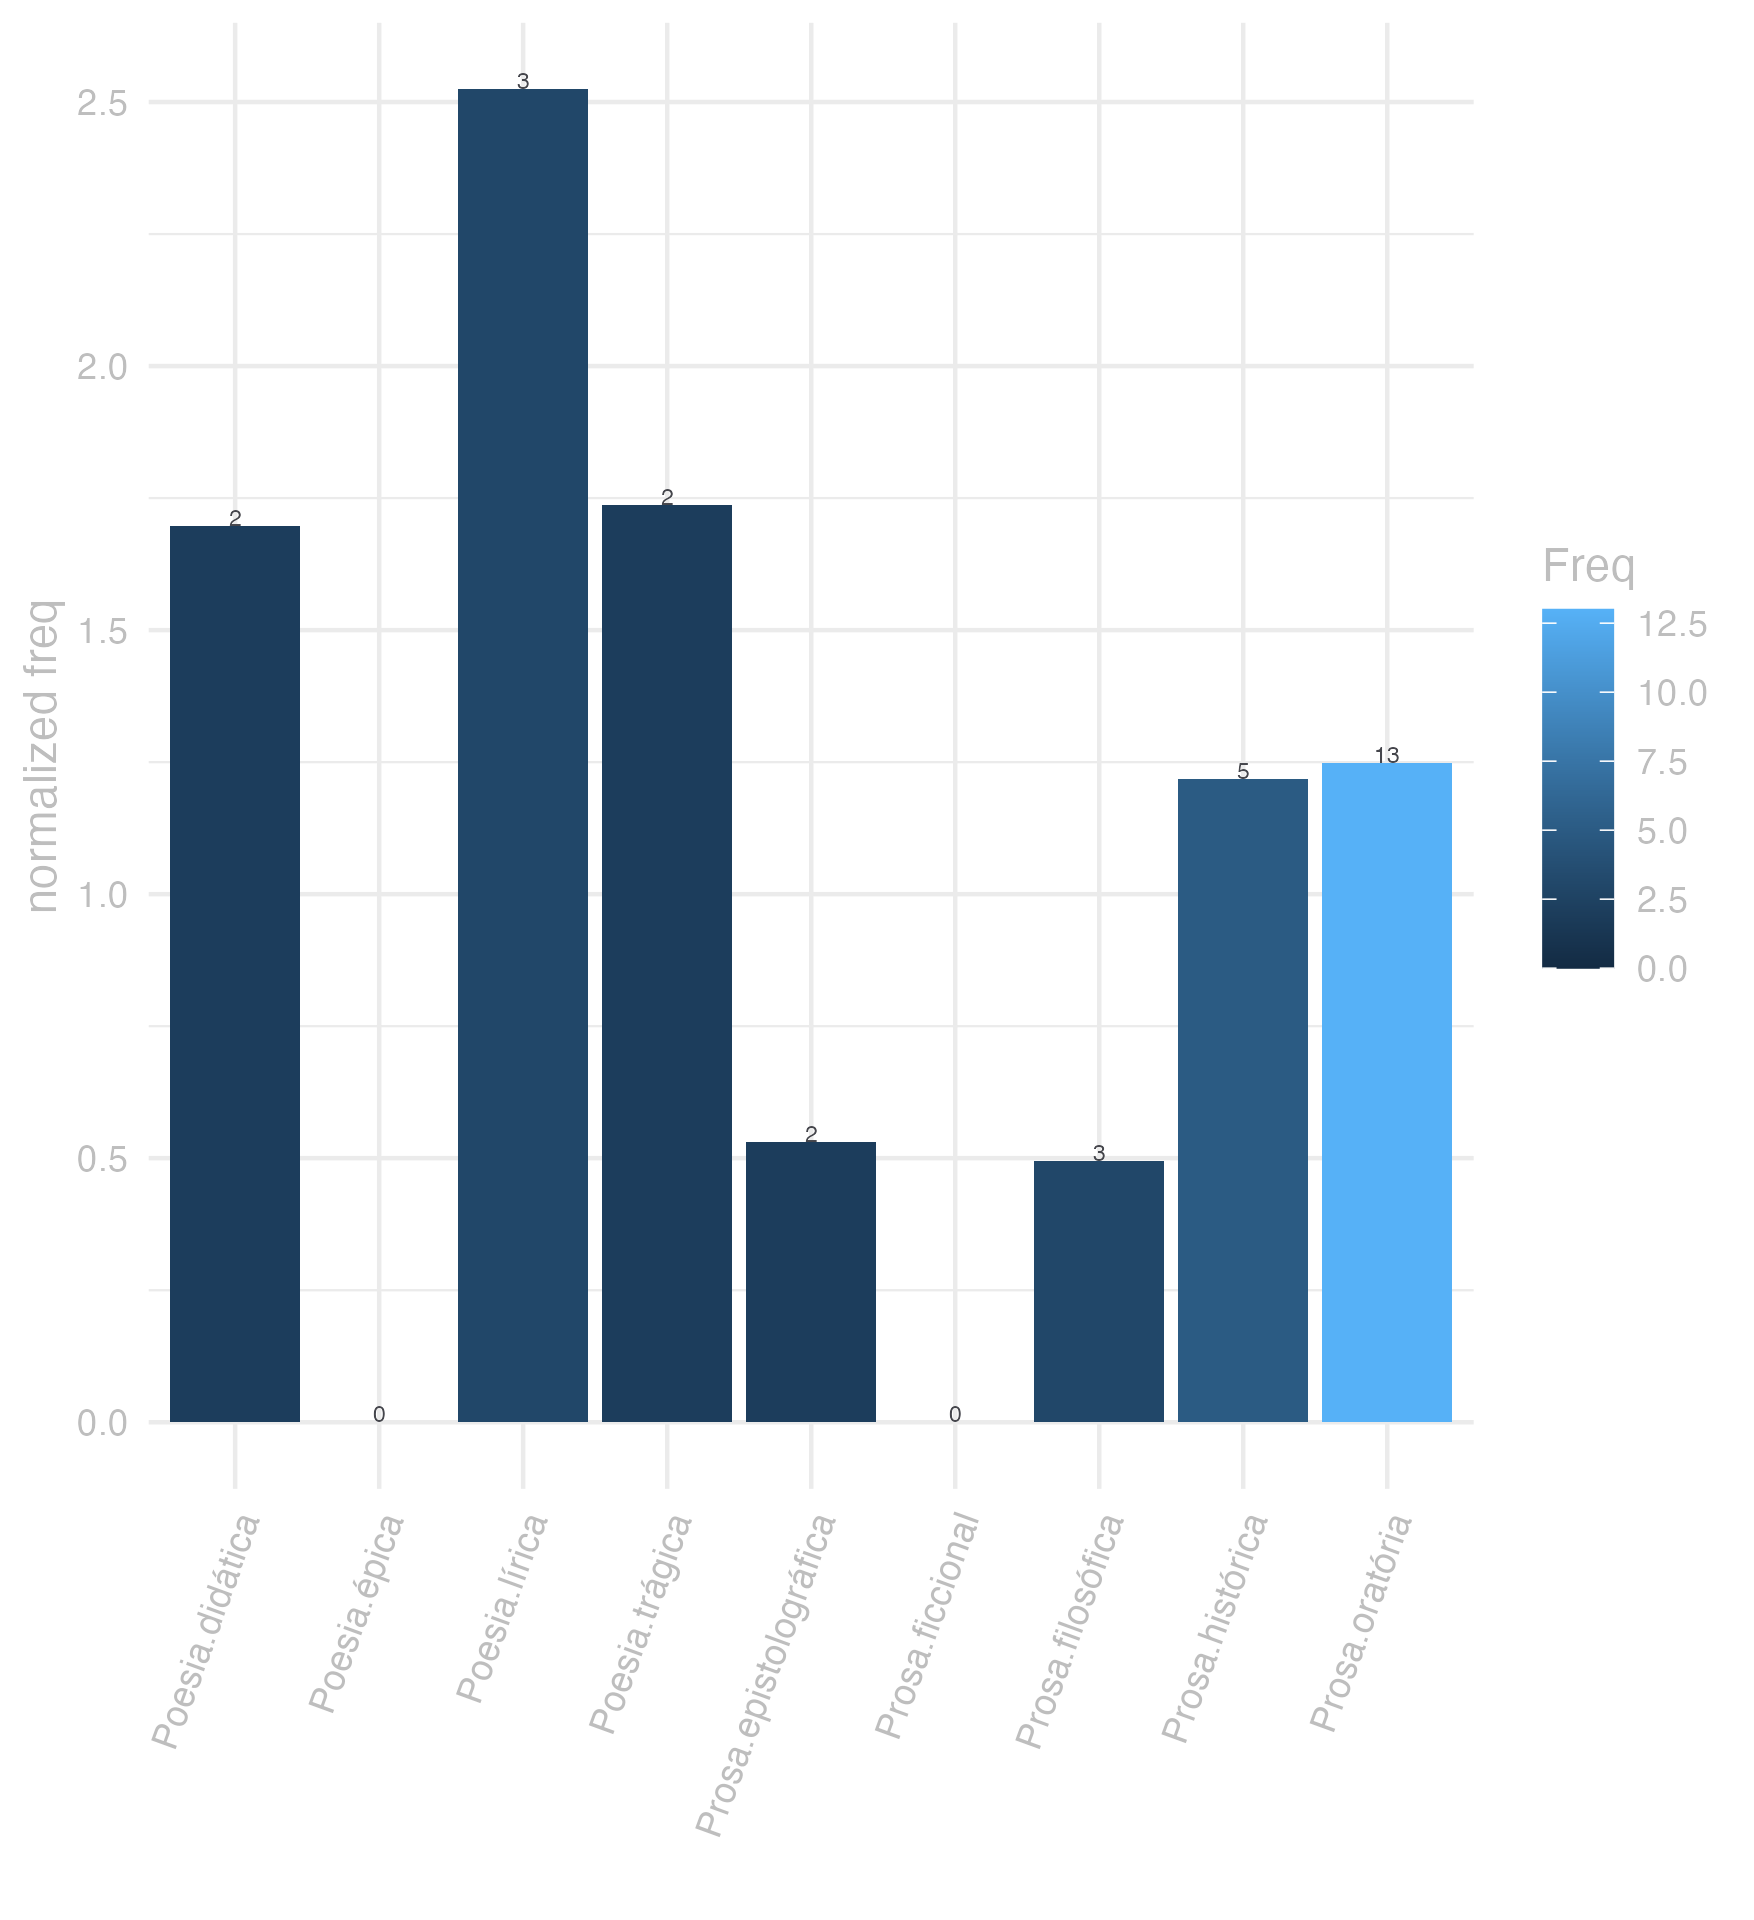 normalized freq
2.5
2.0
1.5
1.0
0.5
0.0
2
0
3
2
2
0
3
5
13
Poesia.didática
Poesia.épica
Poesia.lírica
Poesia.trágica
Prosa.epistolográfica
Prosa.ficcional
Prosa.filosófica
Prosa.histórica
Prosa.oratória
Freq
12.5
10.0
7.5
5.0
2.5
0.0